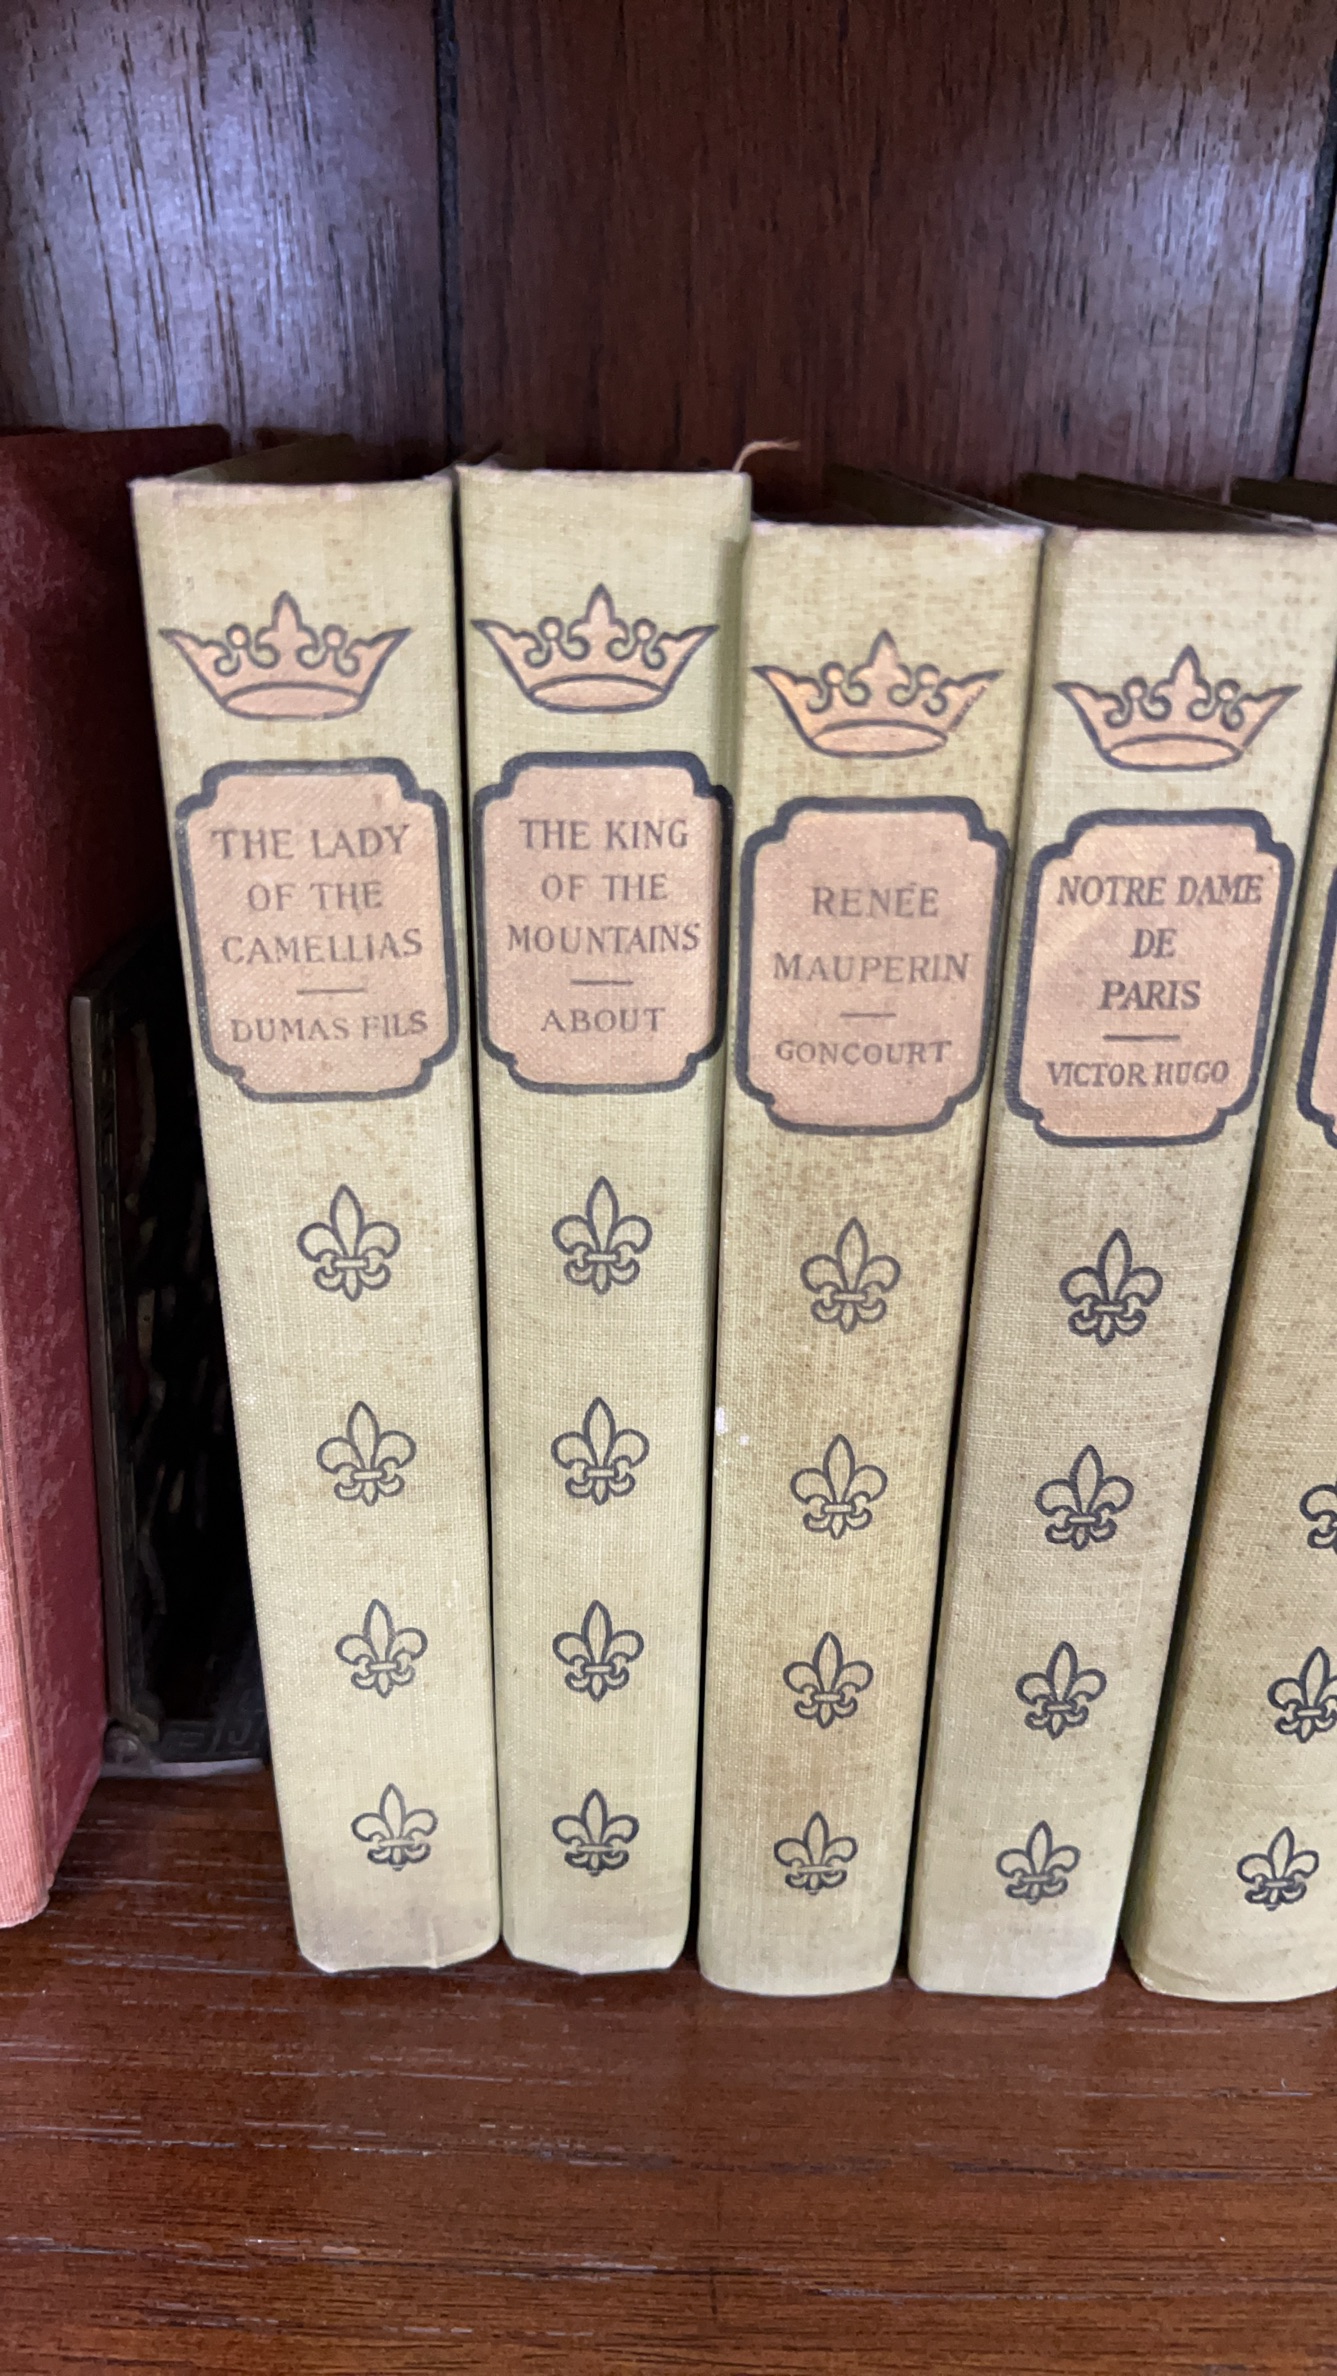 THE LADY
OF THE
CAMELLIAS
DUMAS FILS
THE KING
OF THE
MOUNTAINS
ABOUT
RENÉE
MAUPERIN
GONCOURT
NOTRE DAME
DE
PARIS
VICTOR HUGO